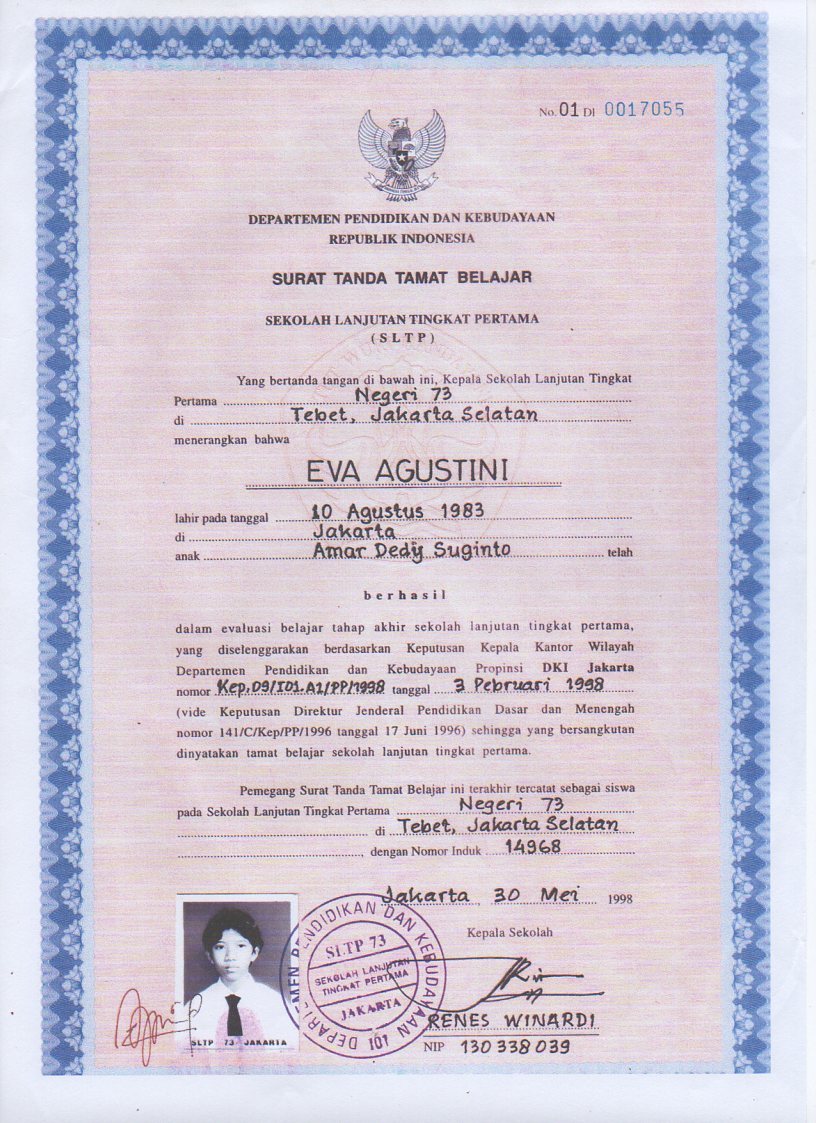 No. 01 DI 0017055
DEPARTEMEN PENDIDIKAN DAN KEBUDAYAAN
REPUBLIK INDONESIA
SURAT TANDA TAMAT BELAJAR
SEKOLAH LANJUTAN TINGKAT PERTAMA
(SLTP)
Yang bertanda tangan di bawah ini, Kepala Sekolah Lanjutan Tingkat
Pertama Negeri 73
di Tebet, Jakarta Selatan
menerangkan bahwa
EVA AGUSTINI
lahir pada tanggal 10 Agustus 1983
di Jakarta
anak Amar Dedy Suginto telah
berhasil
dalam evaluasi belajar tahap akhir sekolah lanjutan tingkat pertama,
yang diselenggarakan berdasarkan Keputusan Kepala Kantor Wilayah
Departemen Pendidikan dan Kebudayaan Propinsi DKI Jakarta
nomor Kep.09/I01.A1/PP/1998 tanggal 3 Pebruari 1998
(vide Keputusan Direktur Jenderal Pendidikan Dasar dan Menengah
nomor 141/C/Kep/PP/1996 tanggal 17 Juni 1996) sehingga yang bersangkutan
dinyatakan tamat belajar sekolah lanjutan tingkat pertama.
Pemegang Surat Tanda Tamat Belajar ini terakhir tercatat sebagai siswa
pada Sekolah Lanjutan Tingkat Pertama Negeri 73
di Tebet, Jakarta Selatan
, dengan Nomor Induk 14968
Jakarta, 30 Mei 1998
Kepala Sekolah
DEPARTEMEN PENDIDIKAN DAN KEBUDAYAAN
SLTP 73
SEKOLAH LANJUTAN
TINGKAT PERTAMA
JAKARTA
101
RENES WINARDI
NIP 130338039
SLTP 73 JAKARTA